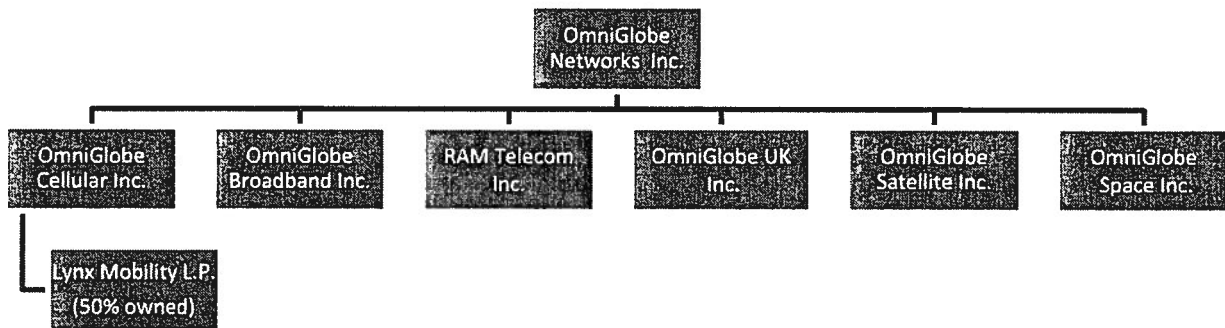 OmniGlobe
Networks Inc.
OmniGlobe
Cellular Inc.
OmniGlobe
Broadband Inc.
RAM Telecom
Inc.
OmniGlobe UK
Inc.
OmniGlobe
Satellite Inc.
OmniGlobe
Space Inc.
Lynx Mobility L.P.
(50% owned)